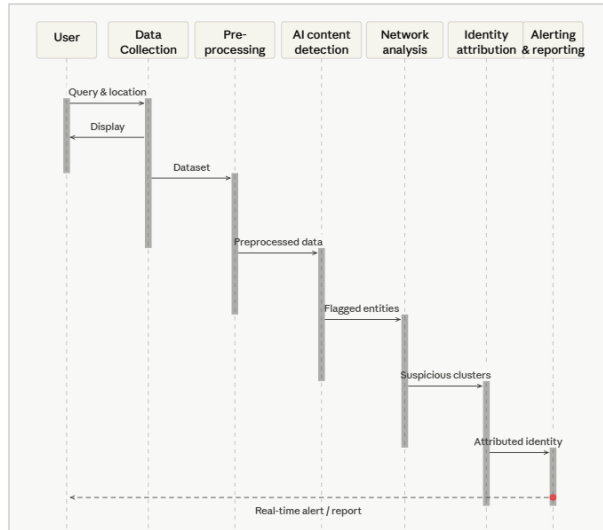 User
Data
Collection
Pre-
processing
AI content
detection
Network
analysis
Identity
attribution
Alerting
& reporting
Query & location
Display
Dataset
Preprocessed data
Flagged entities
Suspicious clusters
Attributed identity
Real-time alert / report